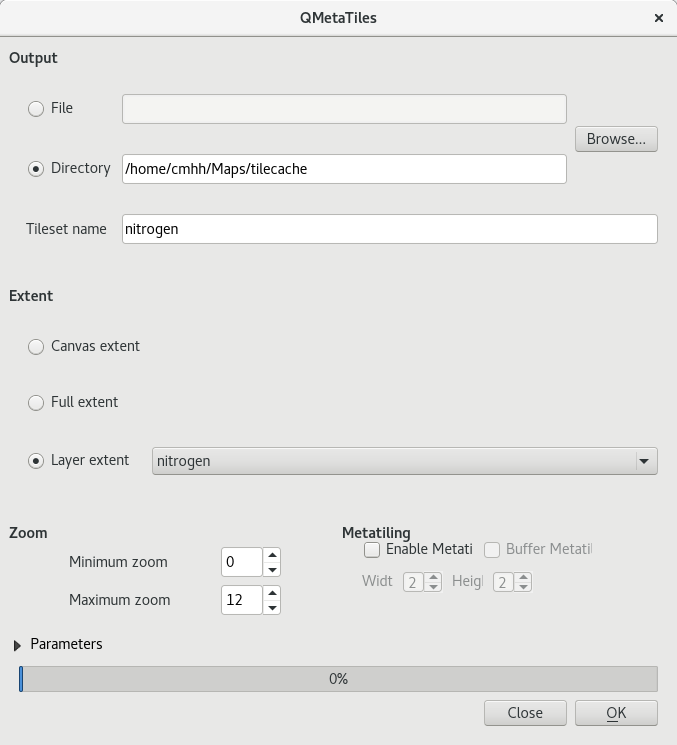 QMetaTiles
Output
File
Browse...
Directory /home/cmhh/Maps/tilecache
Tileset name nitrogen
Extent
Canvas extent
Full extent
Layer extent nitrogen
Zoom Metatiling
Enable Metati Buffer Metatil
Minimum zoom 0
Widt 2 Heigl 2
Maximum zoom 12
Parameters
0%
Close OK